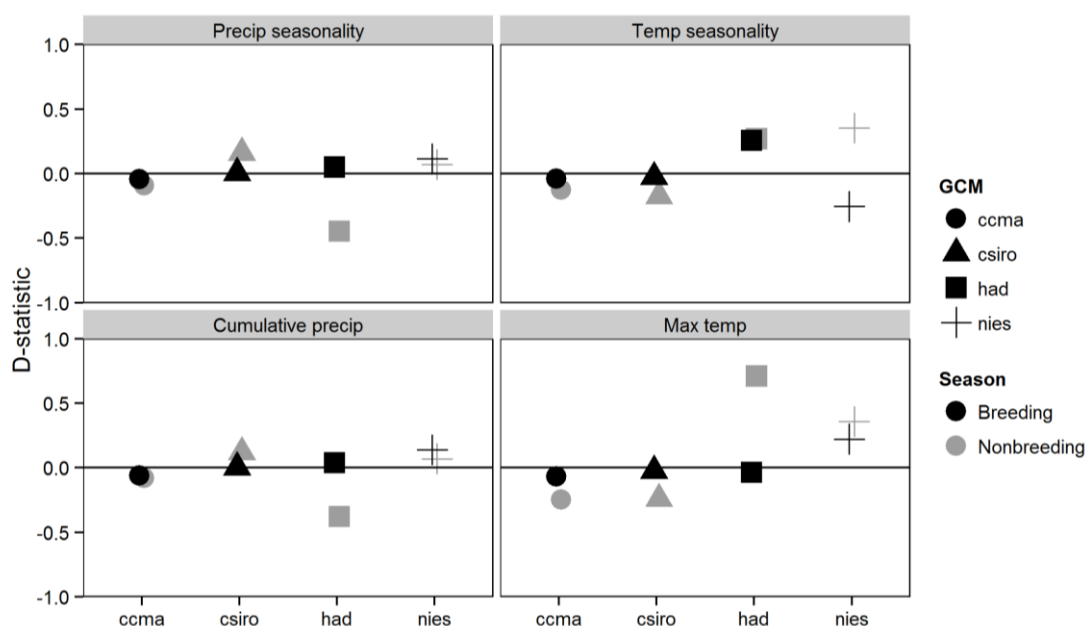 Precip seasonality
Temp seasonality
1.0
0.5
0.0
-0.5
-1.0
D-statistic
Cumulative precip
Max temp
1.0
0.5
0.0
-0.5
-1.0
ccma csiro had nies
ccma csiro had nies
GCM
ccma
csiro
had
nies
Season
Breeding
Nonbreeding